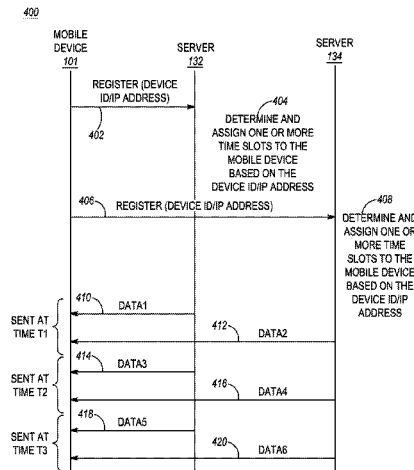 400
MOBILE
DEVICE
101
SERVER
132
SERVER
134
REGISTER (DEVICE
ID/IP ADDRESS)
402
404
DETERMINE AND
ASSIGN ONE OR MORE
TIME SLOTS TO THE
MOBILE DEVICE
BASED ON THE
DEVICE ID/IP ADDRESS
406
REGISTER (DEVICE ID/IP ADDRESS)
408
DETERMINE AND
ASSIGN ONE OR
MORE TIME
SLOTS TO THE
MOBILE DEVICE
BASED ON THE
DEVICE ID/IP
ADDRESS
SENT AT
TIME T1
410
DATA1
412
DATA2
SENT AT
TIME T2
414
DATA3
416
DATA4
SENT AT
TIME T3
418
DATA5
420
DATA6